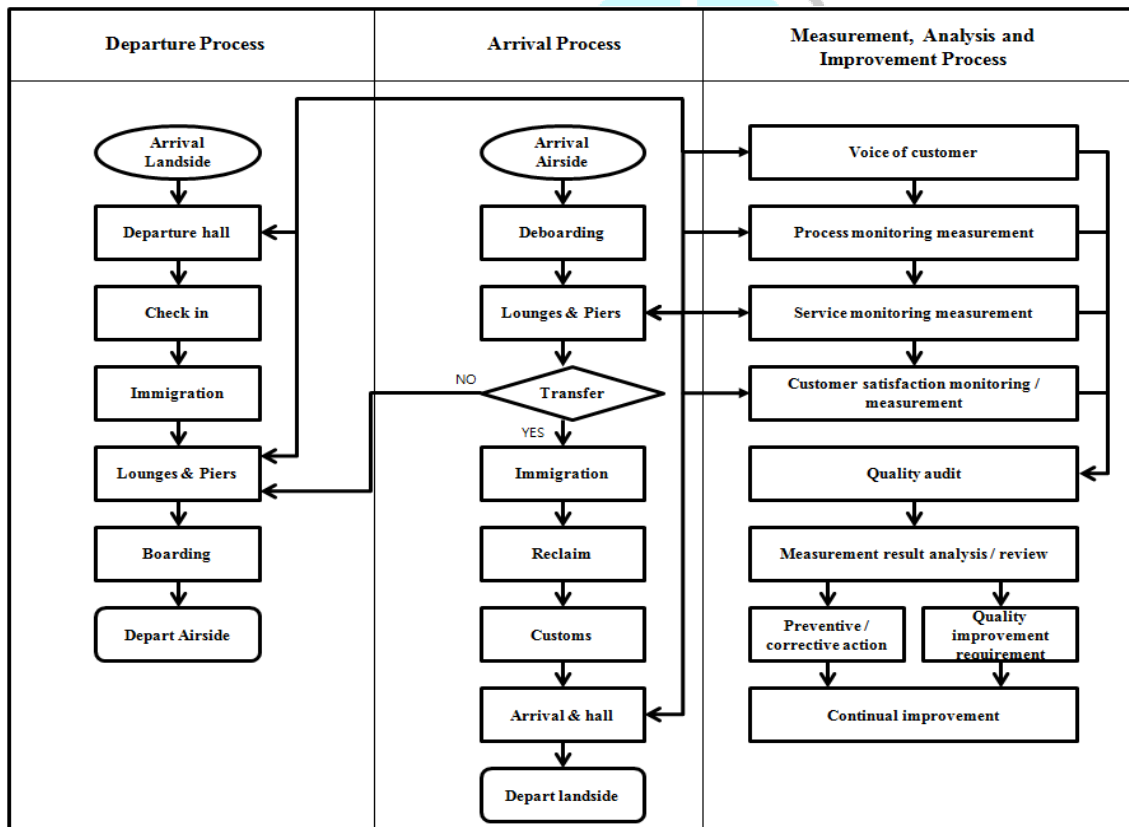 Departure Process
Arrival Process
Measurement, Analysis and
Improvement Process
Arrival
Landside
Departure hall
Check in
Immigration
Lounges & Piers
Boarding
Depart Airside
Arrival
Airside
Deboarding
Lounges & Piers
NO
Transfer
YES
Immigration
Reclaim
Customs
Arrival & hall
Depart landside
Voice of customer
Process monitoring measurement
Service monitoring measurement
Customer satisfaction monitoring /
measurement
Quality audit
Measurement result analysis / review
Preventive /
corrective action
Quality
improvement
requirement
Continual improvement